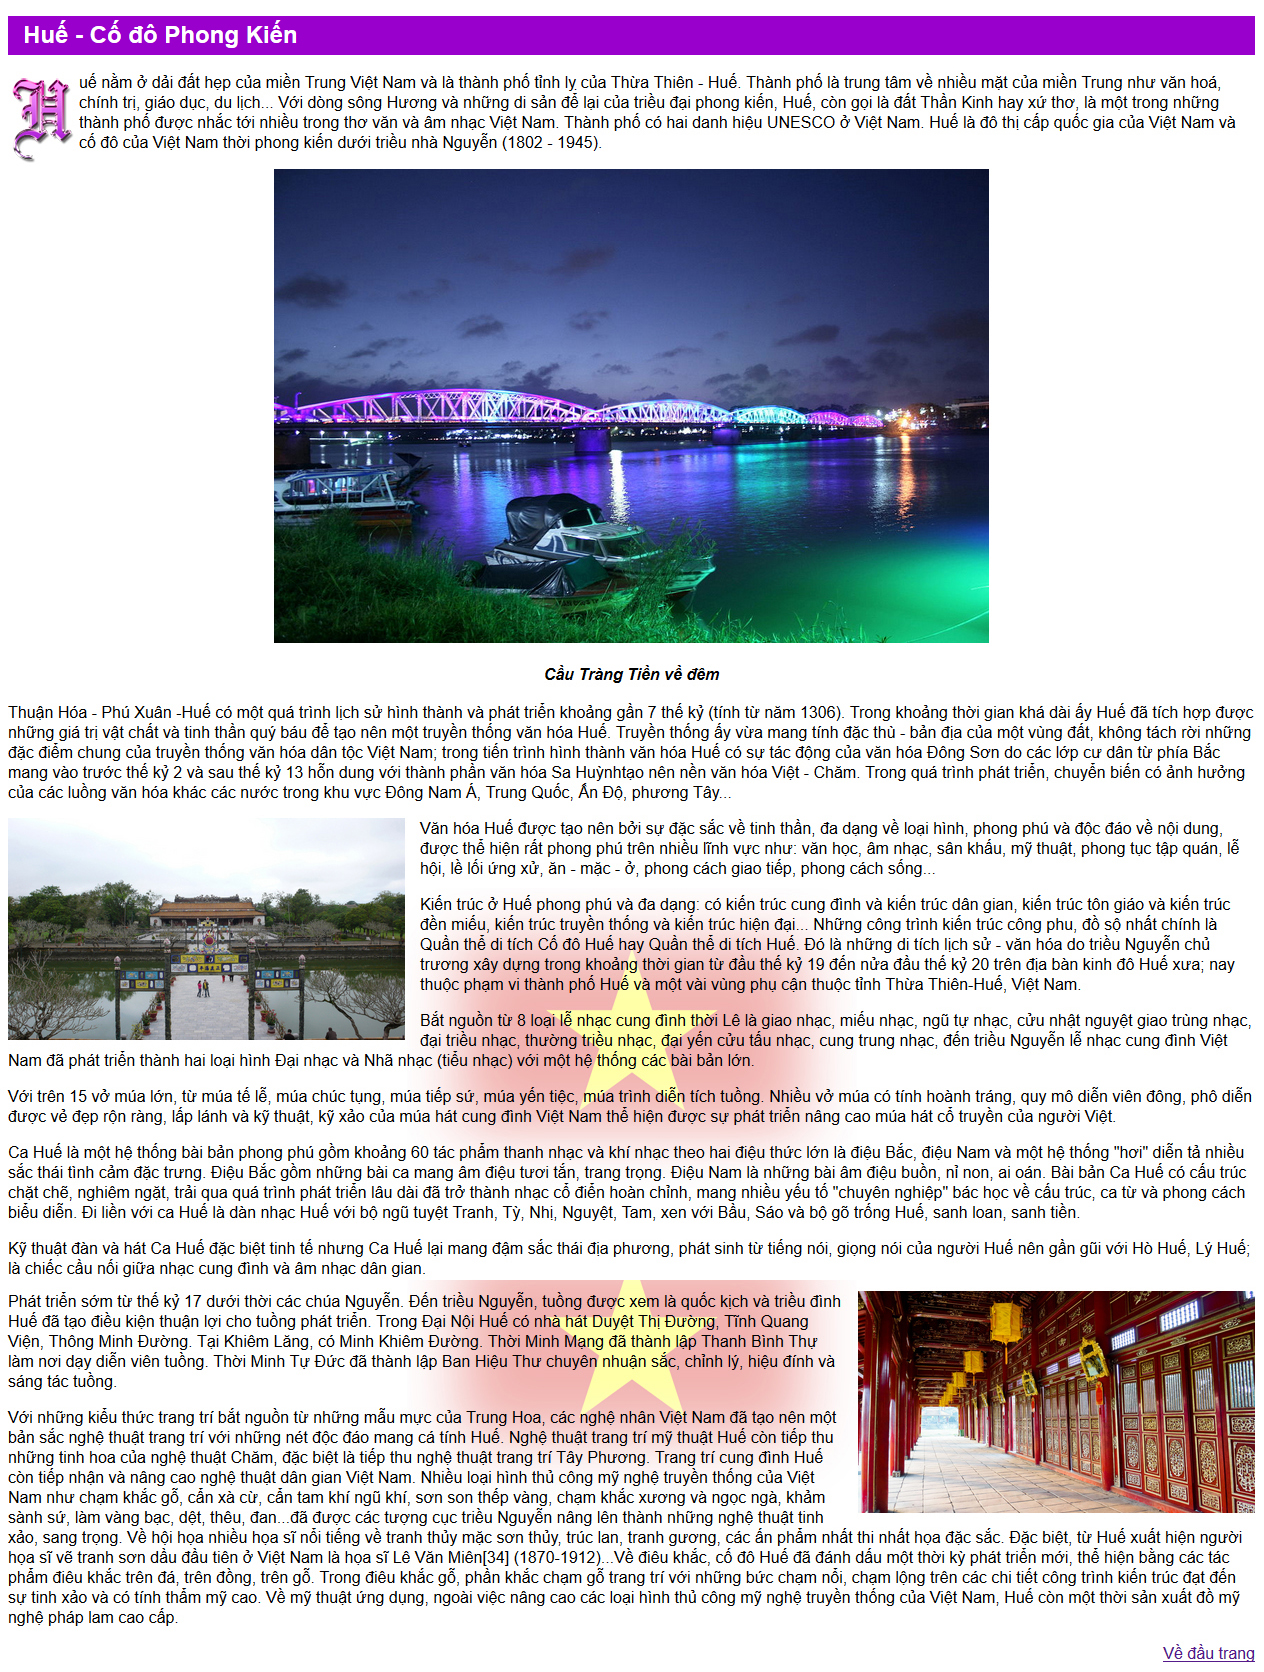 Huế - Cố đô Phong Kiến
Huế nằm ở dải đất hẹp của miền Trung Việt Nam và là thành phố tỉnh lỵ của Thừa Thiên - Huế. Thành phố là trung tâm về nhiều mặt của miền Trung như văn hoá,
chính trị, giáo dục, du lịch... Với dòng sông Hương và những di sản để lại của triều đại phong kiến, Huế, còn gọi là đất Thần Kinh hay xứ thơ, là một trong những
thành phố được nhắc tới nhiều trong thơ văn và âm nhạc Việt Nam. Thành phố có hai danh hiệu UNESCO ở Việt Nam. Huế là đô thị cấp quốc gia của Việt Nam và
cố đô của Việt Nam thời phong kiến dưới triều nhà Nguyễn (1802 - 1945).
Cầu Tràng Tiền về đêm
Thuận Hóa - Phú Xuân -Huế có một quá trình lịch sử hình thành và phát triển khoảng gần 7 thế kỷ (tính từ năm 1306). Trong khoảng thời gian khá dài ấy Huế đã tích hợp được
những giá trị vật chất và tinh thần quý báu để tạo nên một truyền thống văn hóa Huế. Truyền thống ấy vừa mang tính đặc thù - bản địa của một vùng đất, không tách rời những
đặc điểm chung của truyền thống văn hóa dân tộc Việt Nam; trong tiến trình hình thành văn hóa Huế có sự tác động của văn hóa Đông Sơn do các lớp cư dân từ phía Bắc
mang vào trước thế kỷ 2 và sau thế kỷ 13 hỗn dung với thành phần văn hóa Sa Huỳnhtạo nên nền văn hóa Việt - Chăm. Trong quá trình phát triển, chuyển biến có ảnh hưởng
của các luồng văn hóa khác các nước trong khu vực Đông Nam Á, Trung Quốc, Ấn Độ, phương Tây...
Văn hóa Huế được tạo nên bởi sự đặc sắc về tinh thần, đa dạng về loại hình, phong phú và độc đáo về nội dung,
được thể hiện rất phong phú trên nhiều lĩnh vực như: văn học, âm nhạc, sân khấu, mỹ thuật, phong tục tập quán, lễ
hội, lề lối ứng xử, ăn - mặc - ở, phong cách giao tiếp, phong cách sống...
Kiến trúc ở Huế phong phú và đa dạng: có kiến trúc cung đình và kiến trúc dân gian, kiến trúc tôn giáo và kiến trúc
đền miếu, kiến trúc truyền thống và kiến trúc hiện đại... Những công trình kiến trúc công phu, đồ sộ nhất chính là
Quần thể di tích Cố đô Huế hay Quần thể di tích Huế. Đó là những di tích lịch sử - văn hóa do triều Nguyễn chủ
trương xây dựng trong khoảng thời gian từ đầu thế kỷ 19 đến nửa đầu thế kỷ 20 trên địa bàn kinh đô Huế xưa; nay
thuộc phạm vi thành phố Huế và một vài vùng phụ cận thuộc tỉnh Thừa Thiên-Huế, Việt Nam.
Bắt nguồn từ 8 loại lễ nhạc cung đình thời Lê là giao nhạc, miếu nhạc, ngũ tự nhạc, cửu nhật nguyệt giao trùng nhạc,
đại triều nhạc, thường triều nhạc, đại yến cửu tấu nhạc, cung trung nhạc, đến triều Nguyễn lễ nhạc cung đình Việt
Nam đã phát triển thành hai loại hình Đại nhạc và Nhã nhạc (tiểu nhạc) với một hệ thống các bài bản lớn.
Với trên 15 vở múa lớn, từ múa tế lễ, múa chúc tụng, múa tiếp sứ, múa yến tiệc, múa trình diễn tích tuồng. Nhiều vở múa có tính hoành tráng, quy mô diễn viên đông, phô diễn
được vẻ đẹp rộn ràng, lấp lánh và kỹ thuật, kỹ xảo của múa hát cung đình Việt Nam thể hiện được sự phát triển nâng cao múa hát cổ truyền của người Việt.
Ca Huế là một hệ thống bài bản phong phú gồm khoảng 60 tác phẩm thanh nhạc và khí nhạc theo hai điệu thức lớn là điệu Bắc, điệu Nam và một hệ thống "hơi" diễn tả nhiều
sắc thái tình cảm đặc trưng. Điệu Bắc gồm những bài ca mang âm điệu tươi tắn, trang trọng. Điệu Nam là những bài âm điệu buồn, nỉ non, ai oán. Bài bản Ca Huế có cấu trúc
chặt chẽ, nghiêm ngặt, trải qua quá trình phát triển lâu dài đã trở thành nhạc cổ điển hoàn chỉnh, mang nhiều yếu tố "chuyên nghiệp" bác học về cấu trúc, ca từ và phong cách
biểu diễn. Đi liền với ca Huế là dàn nhạc Huế với bộ ngũ tuyệt Tranh, Tỳ, Nhị, Nguyệt, Tam, xen với Bầu, Sáo và bộ gõ trống Huế, sanh loan, sanh tiền.
Kỹ thuật đàn và hát Ca Huế đặc biệt tinh tế nhưng Ca Huế lại mang đậm sắc thái địa phương, phát sinh từ tiếng nói, giọng nói của người Huế nên gần gũi với Hò Huế, Lý Huế;
là chiếc cầu nối giữa nhạc cung đình và âm nhạc dân gian.
Phát triển sớm từ thế kỷ 17 dưới thời các chúa Nguyễn. Đến triều Nguyễn, tuồng được xem là quốc kịch và triều đình
Huế đã tạo điều kiện thuận lợi cho tuồng phát triển. Trong Đại Nội Huế có nhà hát Duyệt Thị Đường, Tĩnh Quang
Viện, Thông Minh Đường. Tại Khiêm Lăng, có Minh Khiêm Đường. Thời Minh Mạng đã thành lập Thanh Bình Thự
làm nơi dạy diễn viên tuồng. Thời Minh Tự Đức đã thành lập Ban Hiệu Thư chuyên nhuận sắc, chỉnh lý, hiệu đính và
sáng tác tuồng.
Với những kiểu thức trang trí bắt nguồn từ những mẫu mực của Trung Hoa, các nghệ nhân Việt Nam đã tạo nên một
bản sắc nghệ thuật trang trí với những nét độc đáo mang cá tính Huế. Nghệ thuật trang trí mỹ thuật Huế còn tiếp thu
những tinh hoa của nghệ thuật Chăm, đặc biệt là tiếp thu nghệ thuật trang trí Tây Phương. Trang trí cung đình Huế
còn tiếp nhận và nâng cao nghệ thuật dân gian Việt Nam. Nhiều loại hình thủ công mỹ nghệ truyền thống của Việt
Nam như chạm khắc gỗ, cẩn xà cừ, cẩn tam khí ngũ khí, sơn son thếp vàng, chạm khắc xương và ngọc ngà, khảm
sành sứ, làm vàng bạc, dệt, thêu, đan...đã được các tượng cục triều Nguyễn nâng lên thành những nghệ thuật tinh
xảo, sang trọng. Về hội họa nhiều họa sĩ nổi tiếng về tranh thủy mặc sơn thủy, trúc lan, tranh gương, các ấn phẩm nhất thi nhất họa đặc sắc. Đặc biệt, từ Huế xuất hiện người
họa sĩ vẽ tranh sơn dầu đầu tiên ở Việt Nam là họa sĩ Lê Văn Miên[34] (1870-1912)...Về điêu khắc, cố đô Huế đã đánh dấu một thời kỳ phát triển mới, thể hiện bằng các tác
phẩm điêu khắc trên đá, trên đồng, trên gỗ. Trong điêu khắc gỗ, phần khắc chạm gỗ trang trí với những bức chạm nổi, chạm lộng trên các chi tiết công trình kiến trúc đạt đến
sự tinh xảo và có tính thẩm mỹ cao. Về mỹ thuật ứng dụng, ngoài việc nâng cao các loại hình thủ công mỹ nghệ truyền thống của Việt Nam, Huế còn một thời sản xuất đồ mỹ
nghệ pháp lam cao cấp.
Về đầu trang